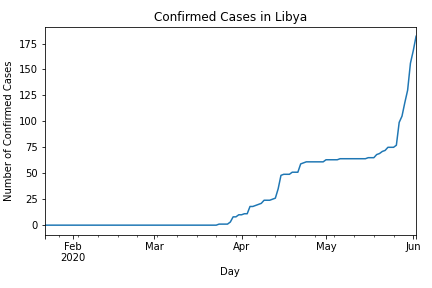 Confirmed Cases in Libya
Number of Confirmed Cases
175
150
125
100
75
50
25
0
Feb Mar Apr May Jun
2020
Day